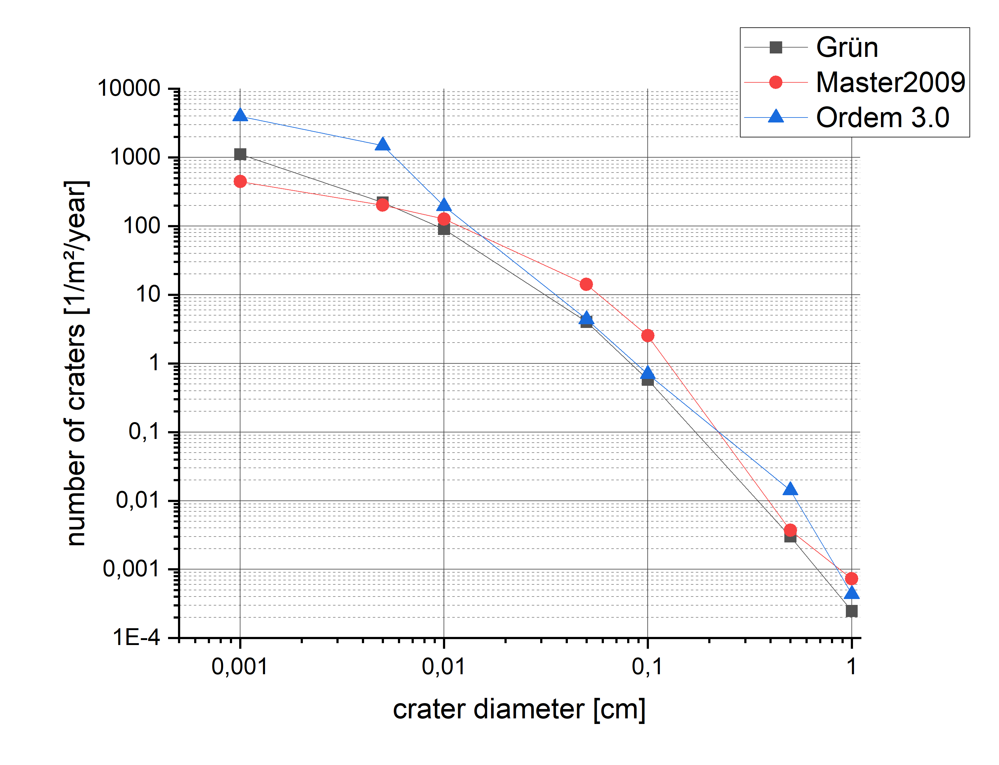 Grün
Master2009
Ordem 3.0
10000
1000
100
10
1
0,1
0,01
0,001
1E-4
number of craters [1/m²/year]
0,001
0,01
0,1
1
crater diameter [cm]